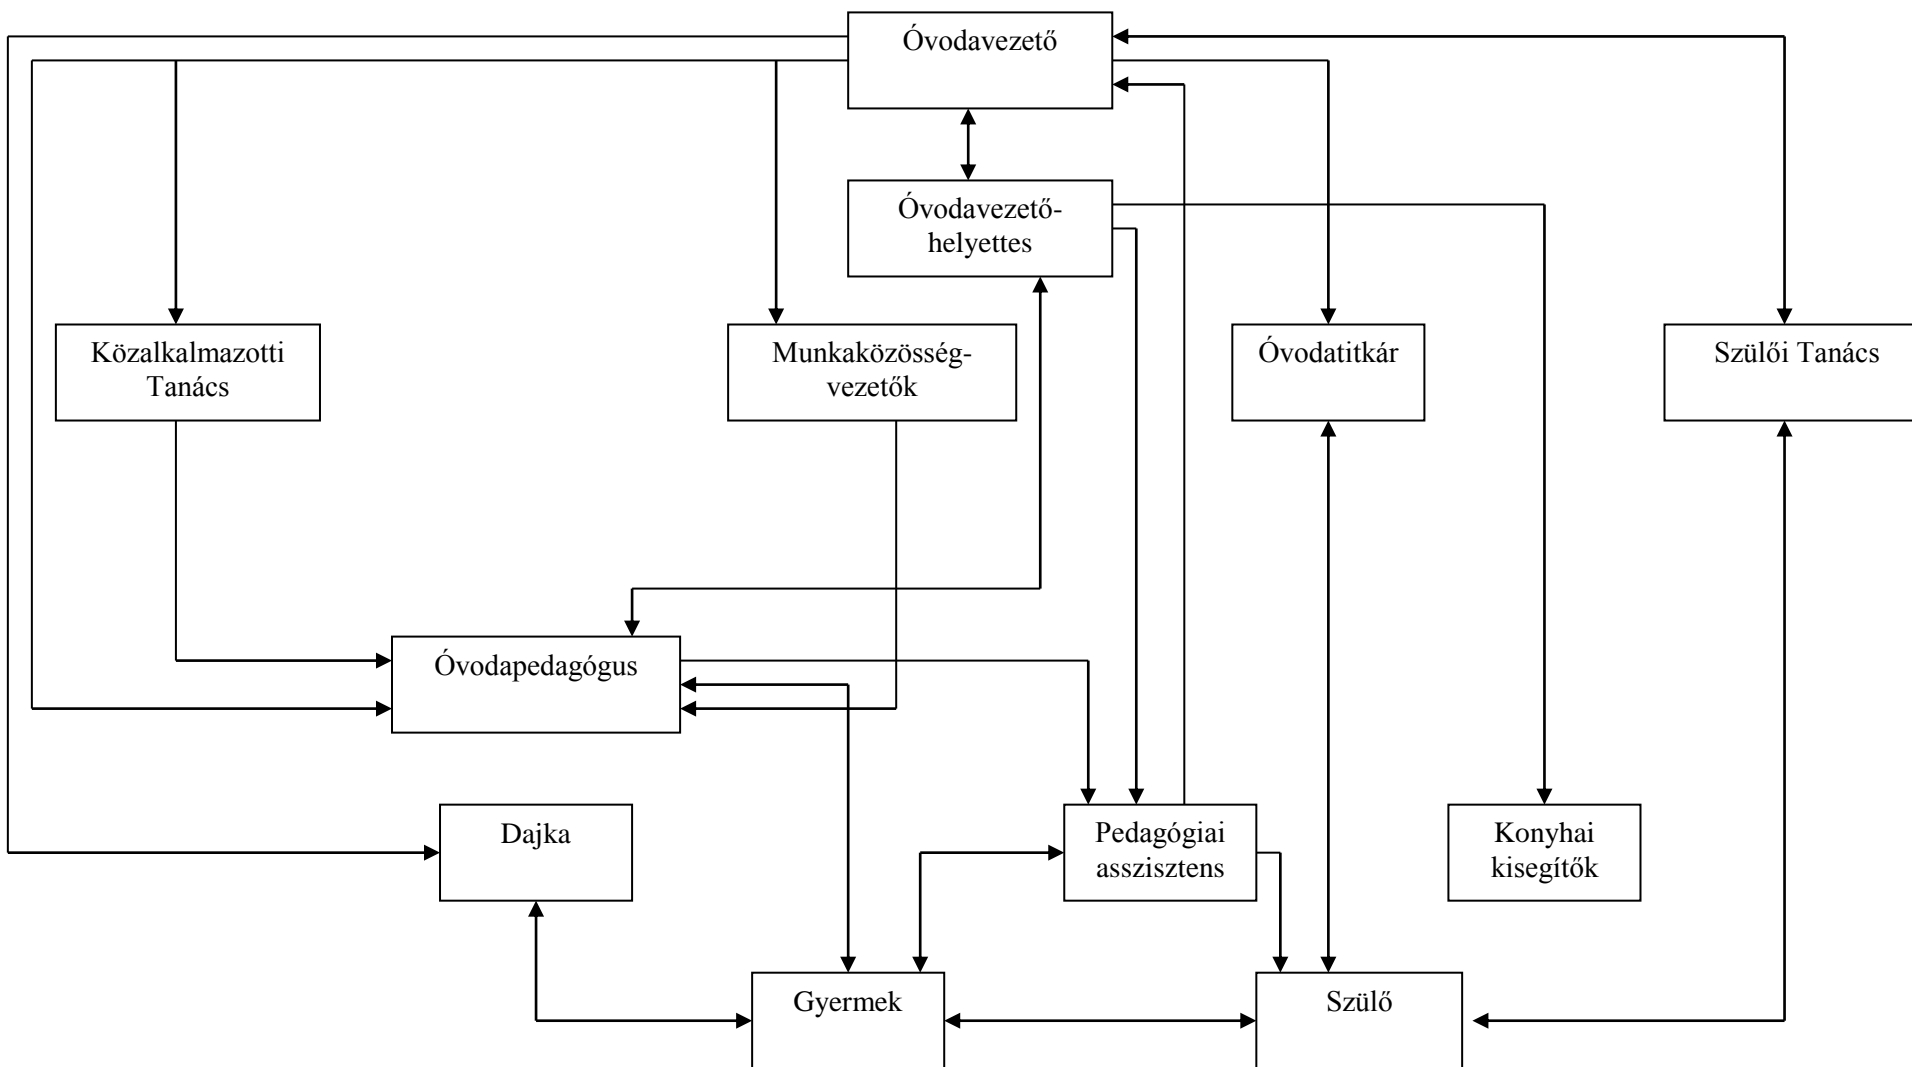 Óvodavezető
Óvodavezető-
helyettes
Közalkalmazotti
Tanács
Munkaközösség-
vezetők
Óvodatitkár
Szülői Tanács
Óvodapedagógus
Dajka
Pedagógiai
asszisztens
Konyhai
kisegítők
Gyermek
Szülő